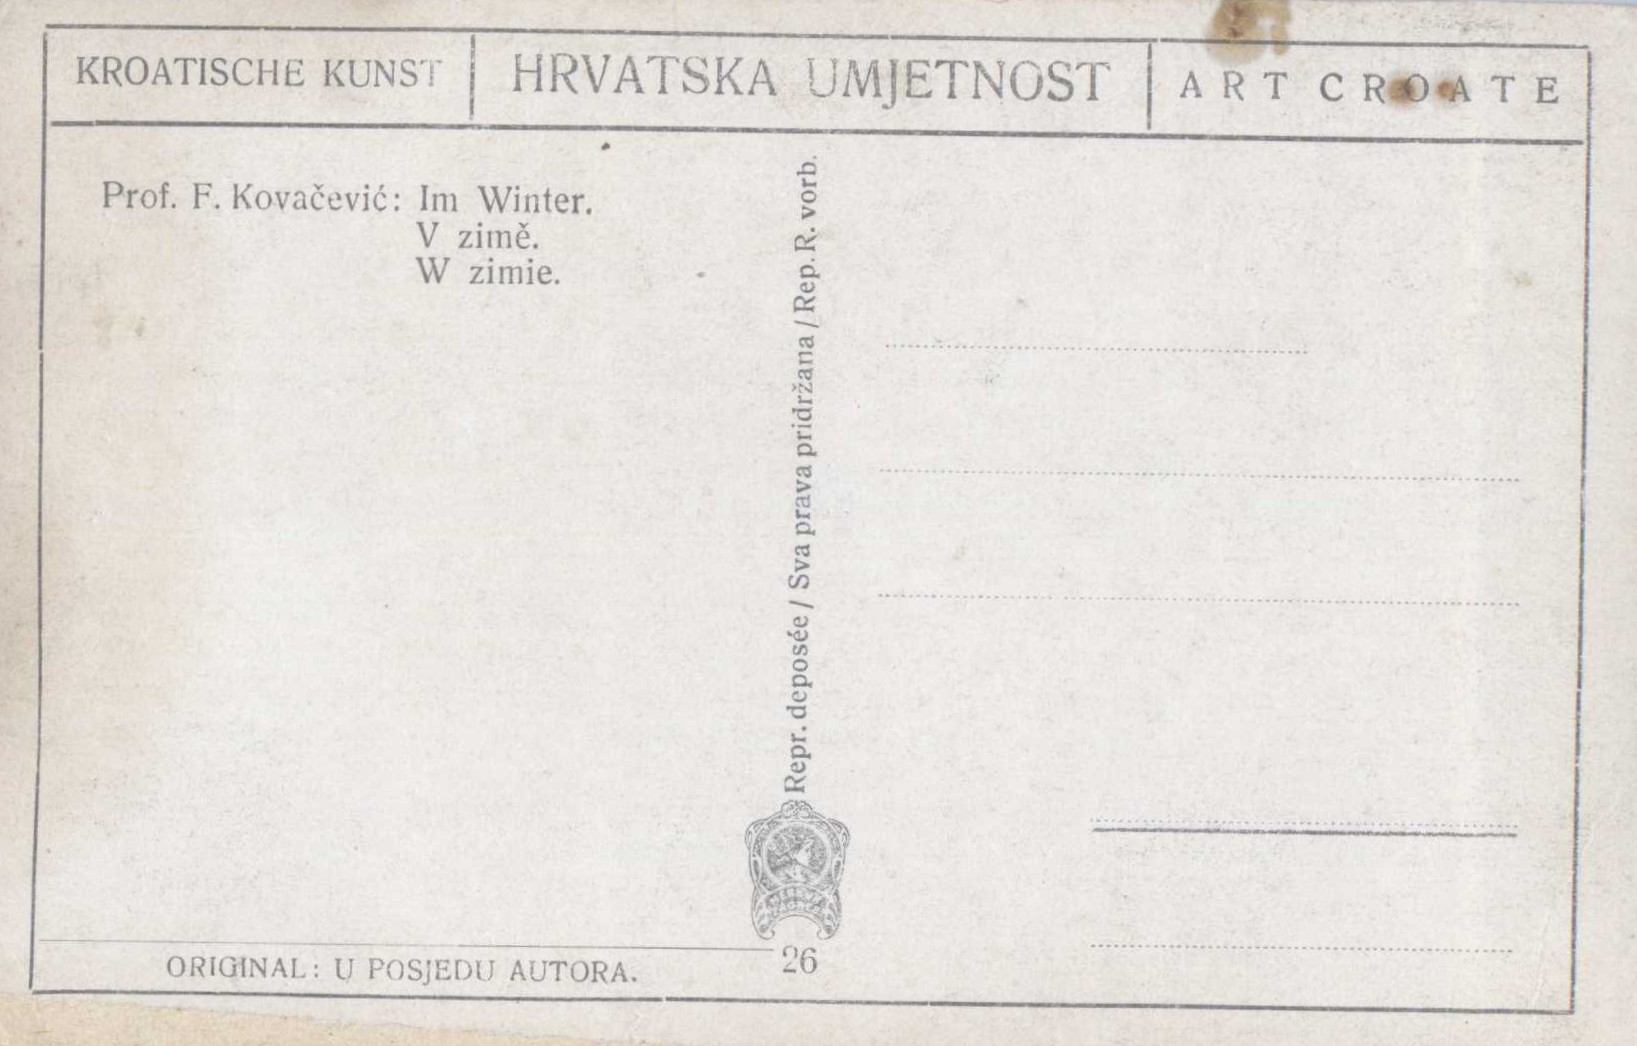 KROATISCHE KUNST
HRVATSKA UMJETNOST
ART CROATE
Prof. F. Kovačević: Im Winter.
V zimě.
W zimie.
Repr. deposée / Sva prava pridržana / Rep. R. vorb.
26
ORIGINAL: U POSJEDU AUTORA.